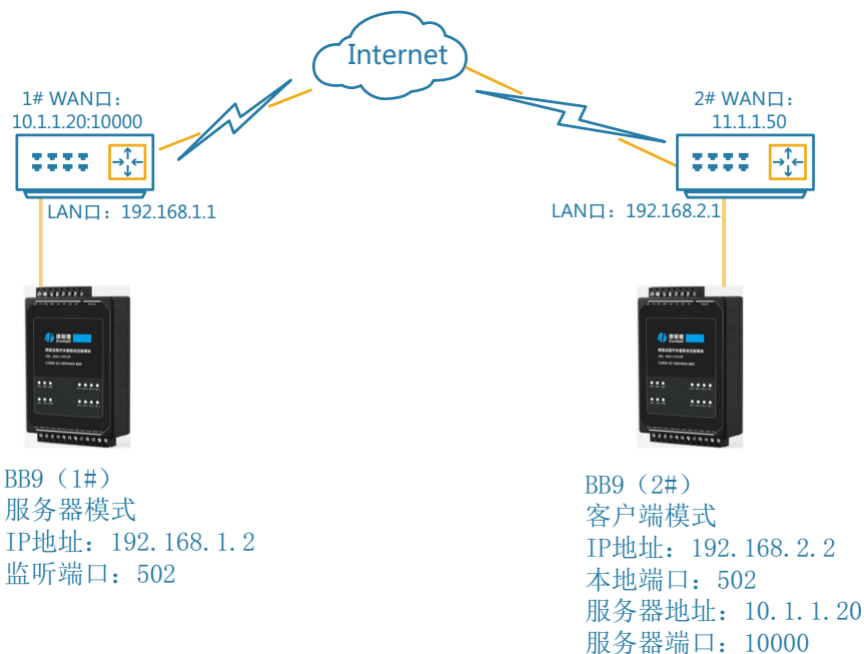 Internet
1# WAN口：
10.1.1.20:10000
2# WAN口：
11.1.1.50
LAN口：192.168.1.1
LAN口：192.168.2.1
BB9（1#）
服务器模式
IP地址：192.168.1.2
监听端口：502
BB9（2#）
客户端模式
IP地址：192.168.2.2
本地端口：502
服务器地址：10.1.1.20
服务器端口：10000